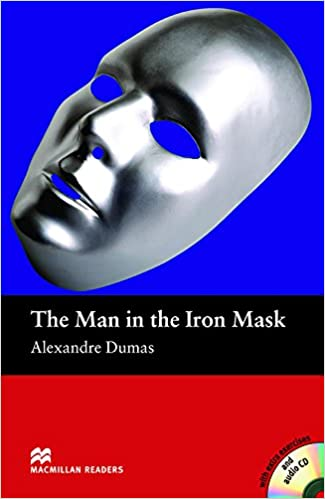 The Man in the Iron Mask
Alexandre Dumas
MACMILLAN READERS
with extra exercises
and
audio CD